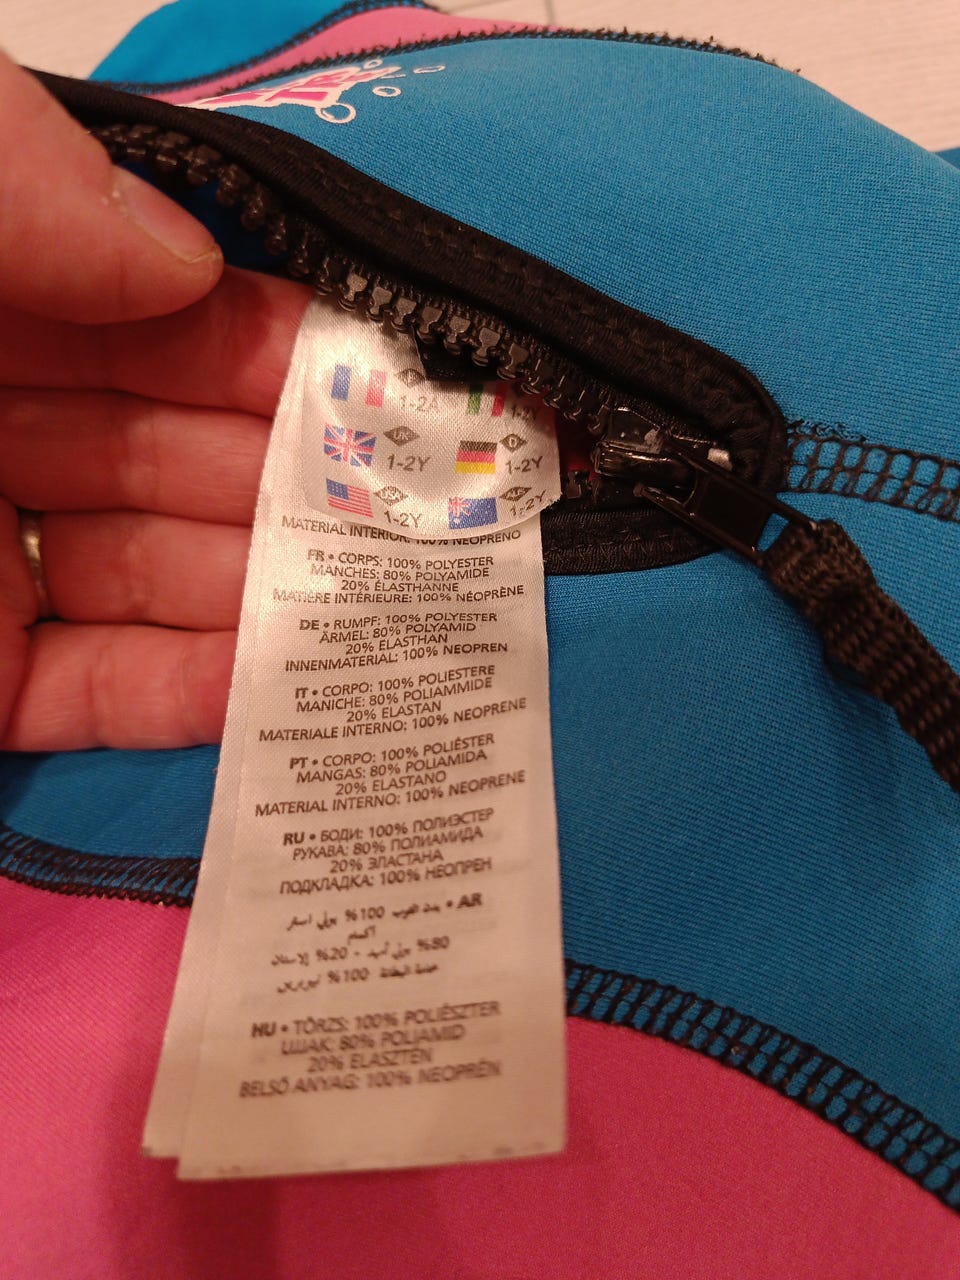 F
1-2A
1-2Y
UK
1-2Y
D
1-2Y
USA
1-2Y
AUS
1-2Y
MATERIAL INTERIOR: 100% NEOPRENO
FR • CORPS: 100% POLYESTER
MANCHES: 80% POLYAMIDE
20% ÉLASTHANNE
MATIÈRE INTÉRIEURE: 100% NÉOPRÈNE
DE • RUMPF: 100% POLYESTER
ÄRMEL: 80% POLYAMID
20% ELASTHAN
INNENMATERIAL: 100% NEOPREN
IT • CORPO: 100% POLIESTERE
MANICHE: 80% POLIAMMIDE
20% ELASTAN
MATERIALE INTERNO: 100% NEOPRENE
PT • CORPO: 100% POLIÉSTER
MANGAS: 80% POLIAMIDA
20% ELASTANO
MATERIAL INTERNO: 100% NEOPRENE
RU • БОДИ: 100% ПОЛИЭСТЕР
РУКАВА: 80% ПОЛИАМИДА
20% ЭЛАСТАНА
ПОДКЛАДКА: 100% НЕОПРЕН
AR • 100%
80% - 20%
100%
HU • TÖRZS: 100% POLIÉSZTER
UJJAK: 80% POLIAMID
20% ELASZTÉN
BELSŐ ANYAG: 100% NEOPRÉN